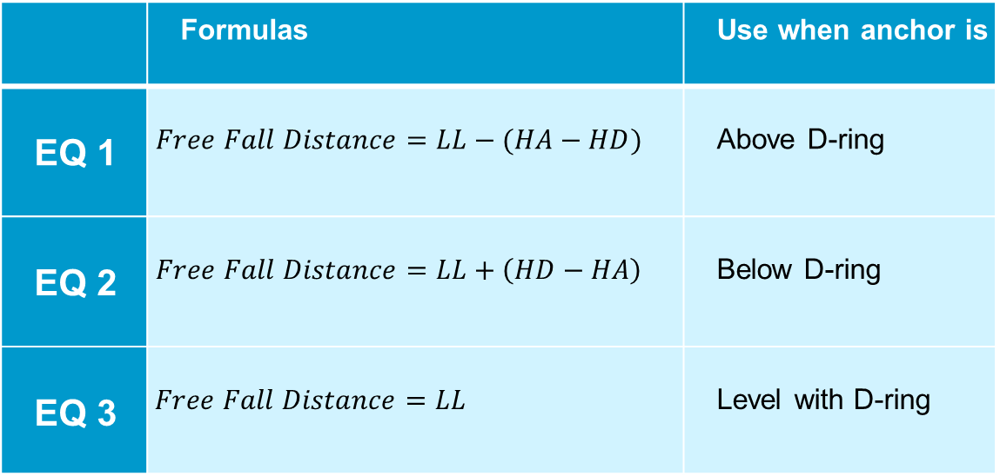 Formulas Use when anchor is
EQ 1 Free Fall Distance = LL − (HA − HD) Above D-ring
EQ 2 Free Fall Distance = LL + (HD − HA) Below D-ring
EQ 3 Free Fall Distance = LL Level with D-ring